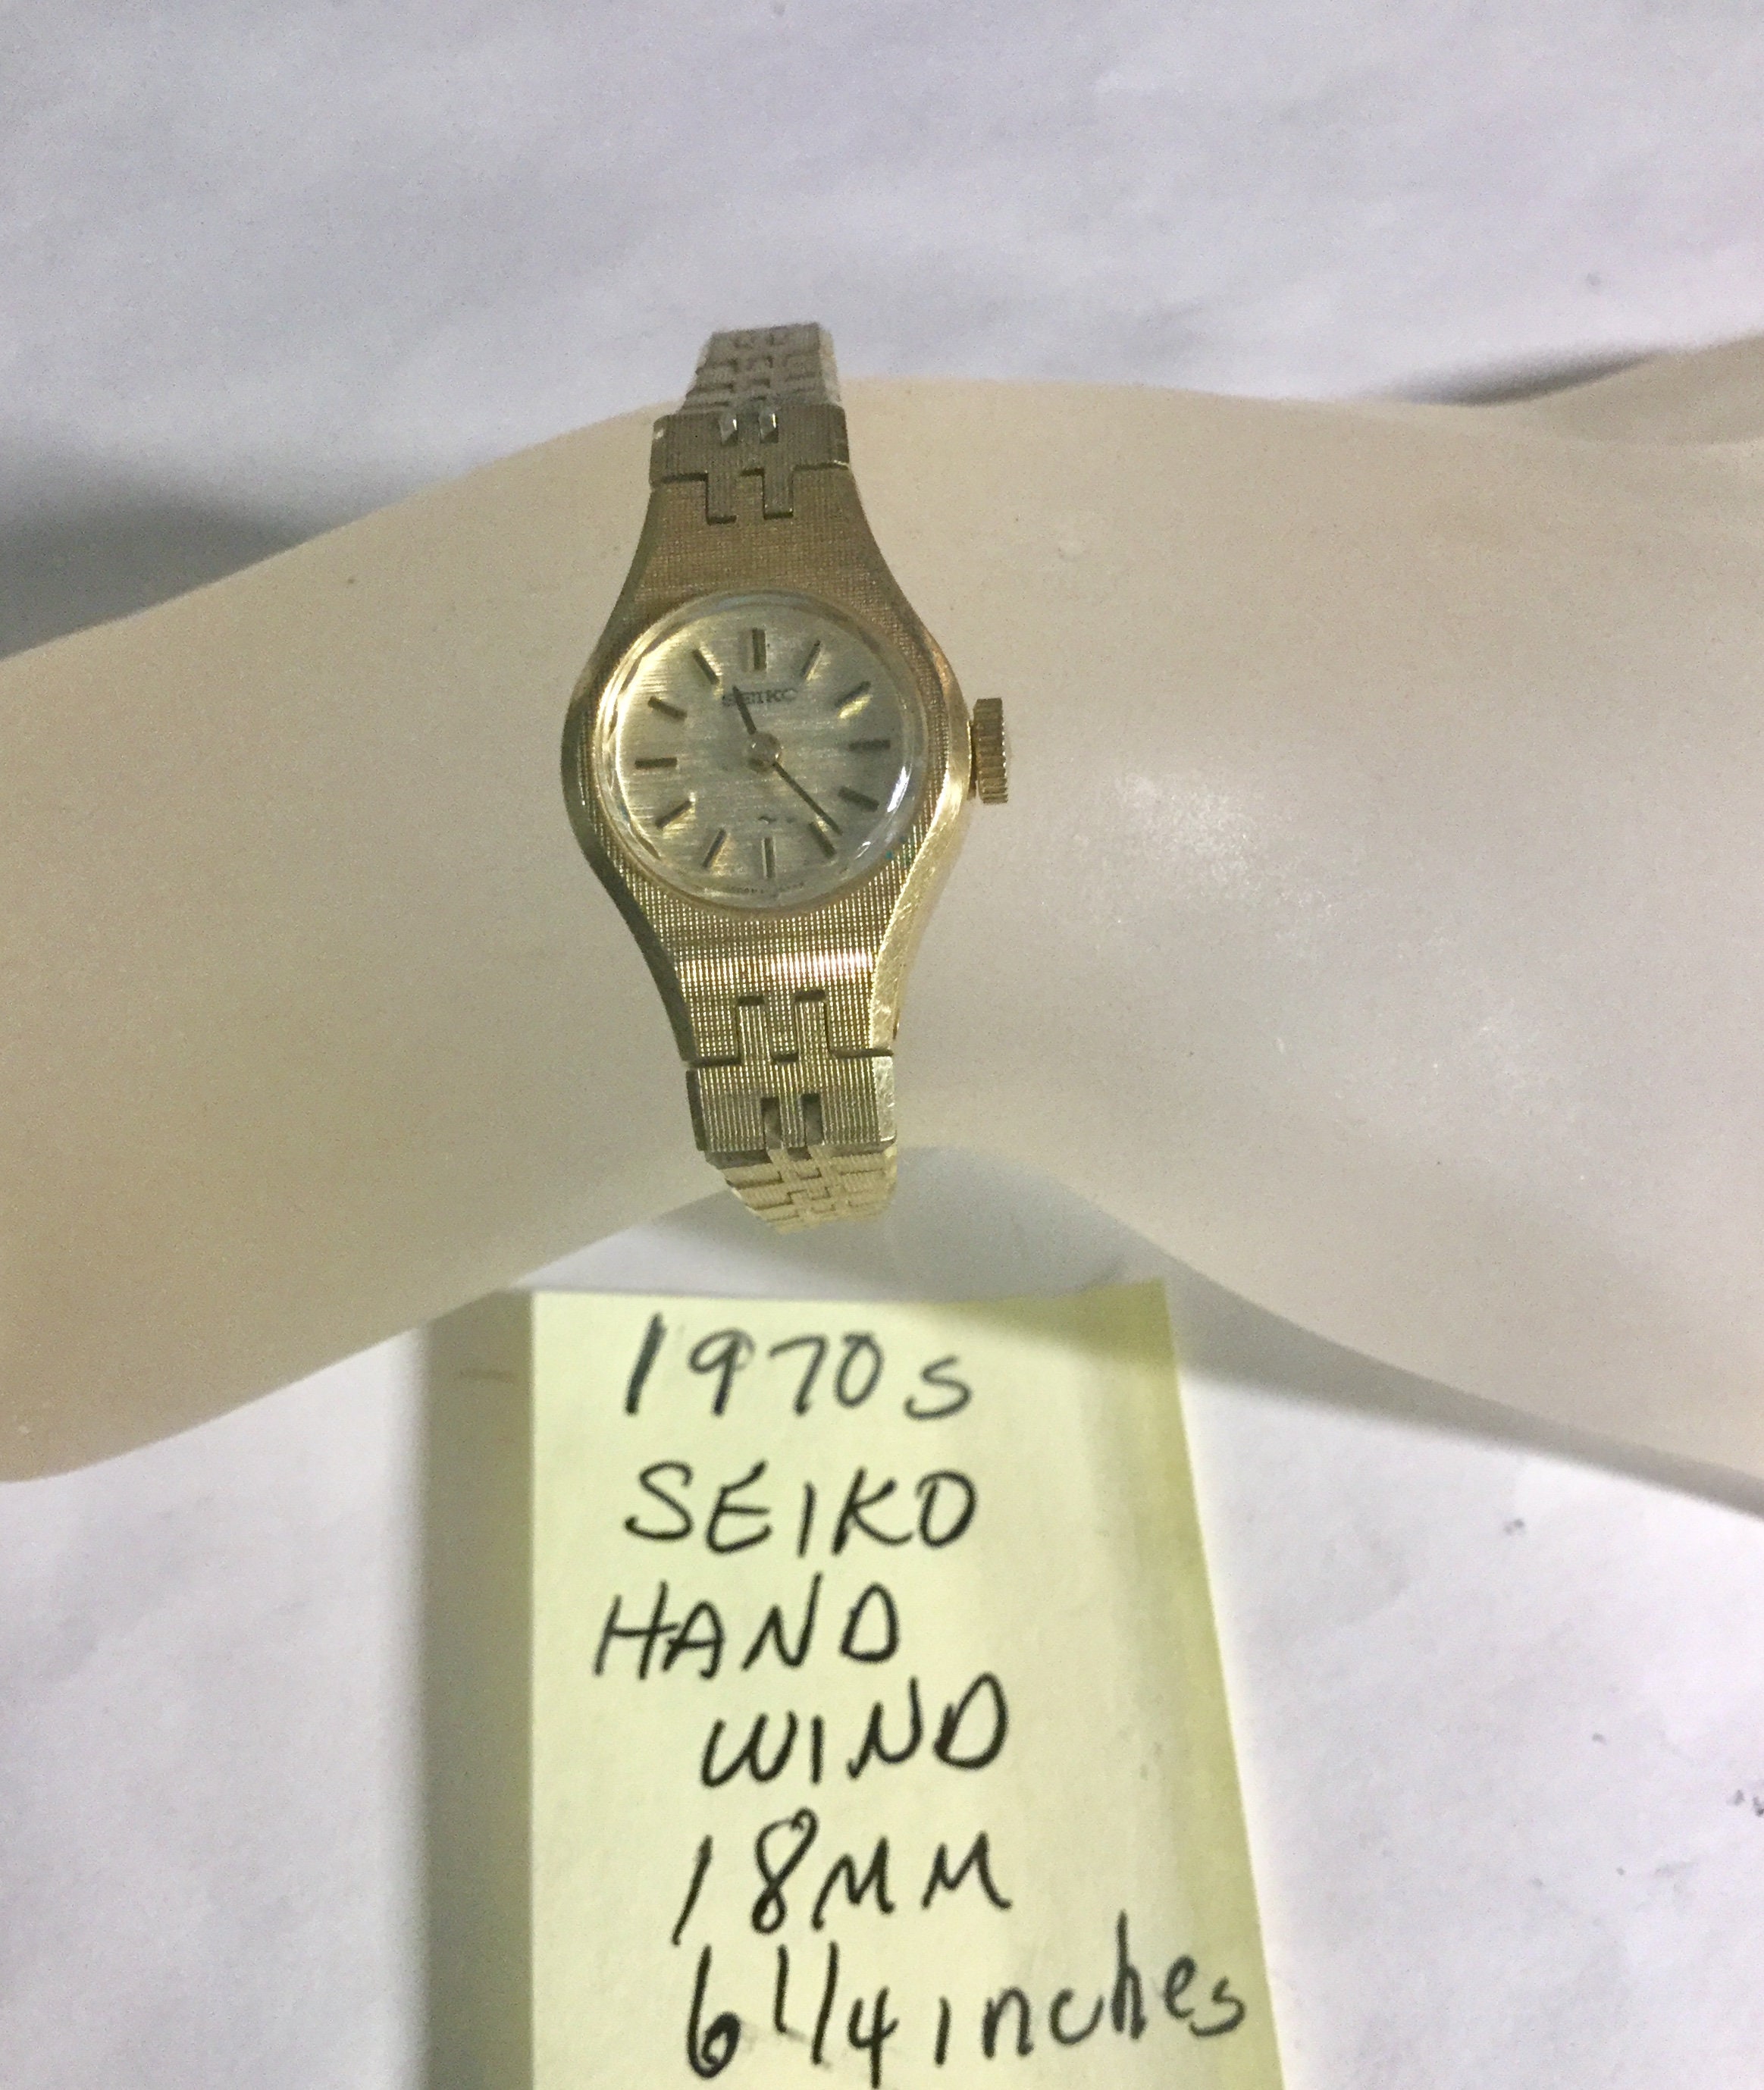 SEIKO
1970s
SEIKO
HAND
WIND
18MM
6 1/4 inches